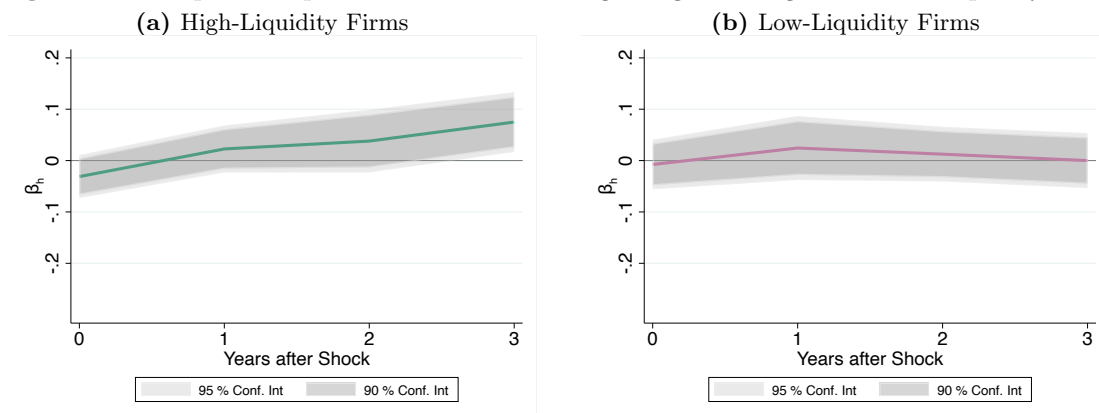 (a) High-Liquidity Firms
.2
.1
0
-.1
-.2
βh
0 1 2 3
Years after Shock
95 % Conf. Int 90 % Conf. Int
(b) Low-Liquidity Firms
.2
.1
0
-.1
-.2
βh
0 1 2 3
Years after Shock
95 % Conf. Int 90 % Conf. Int